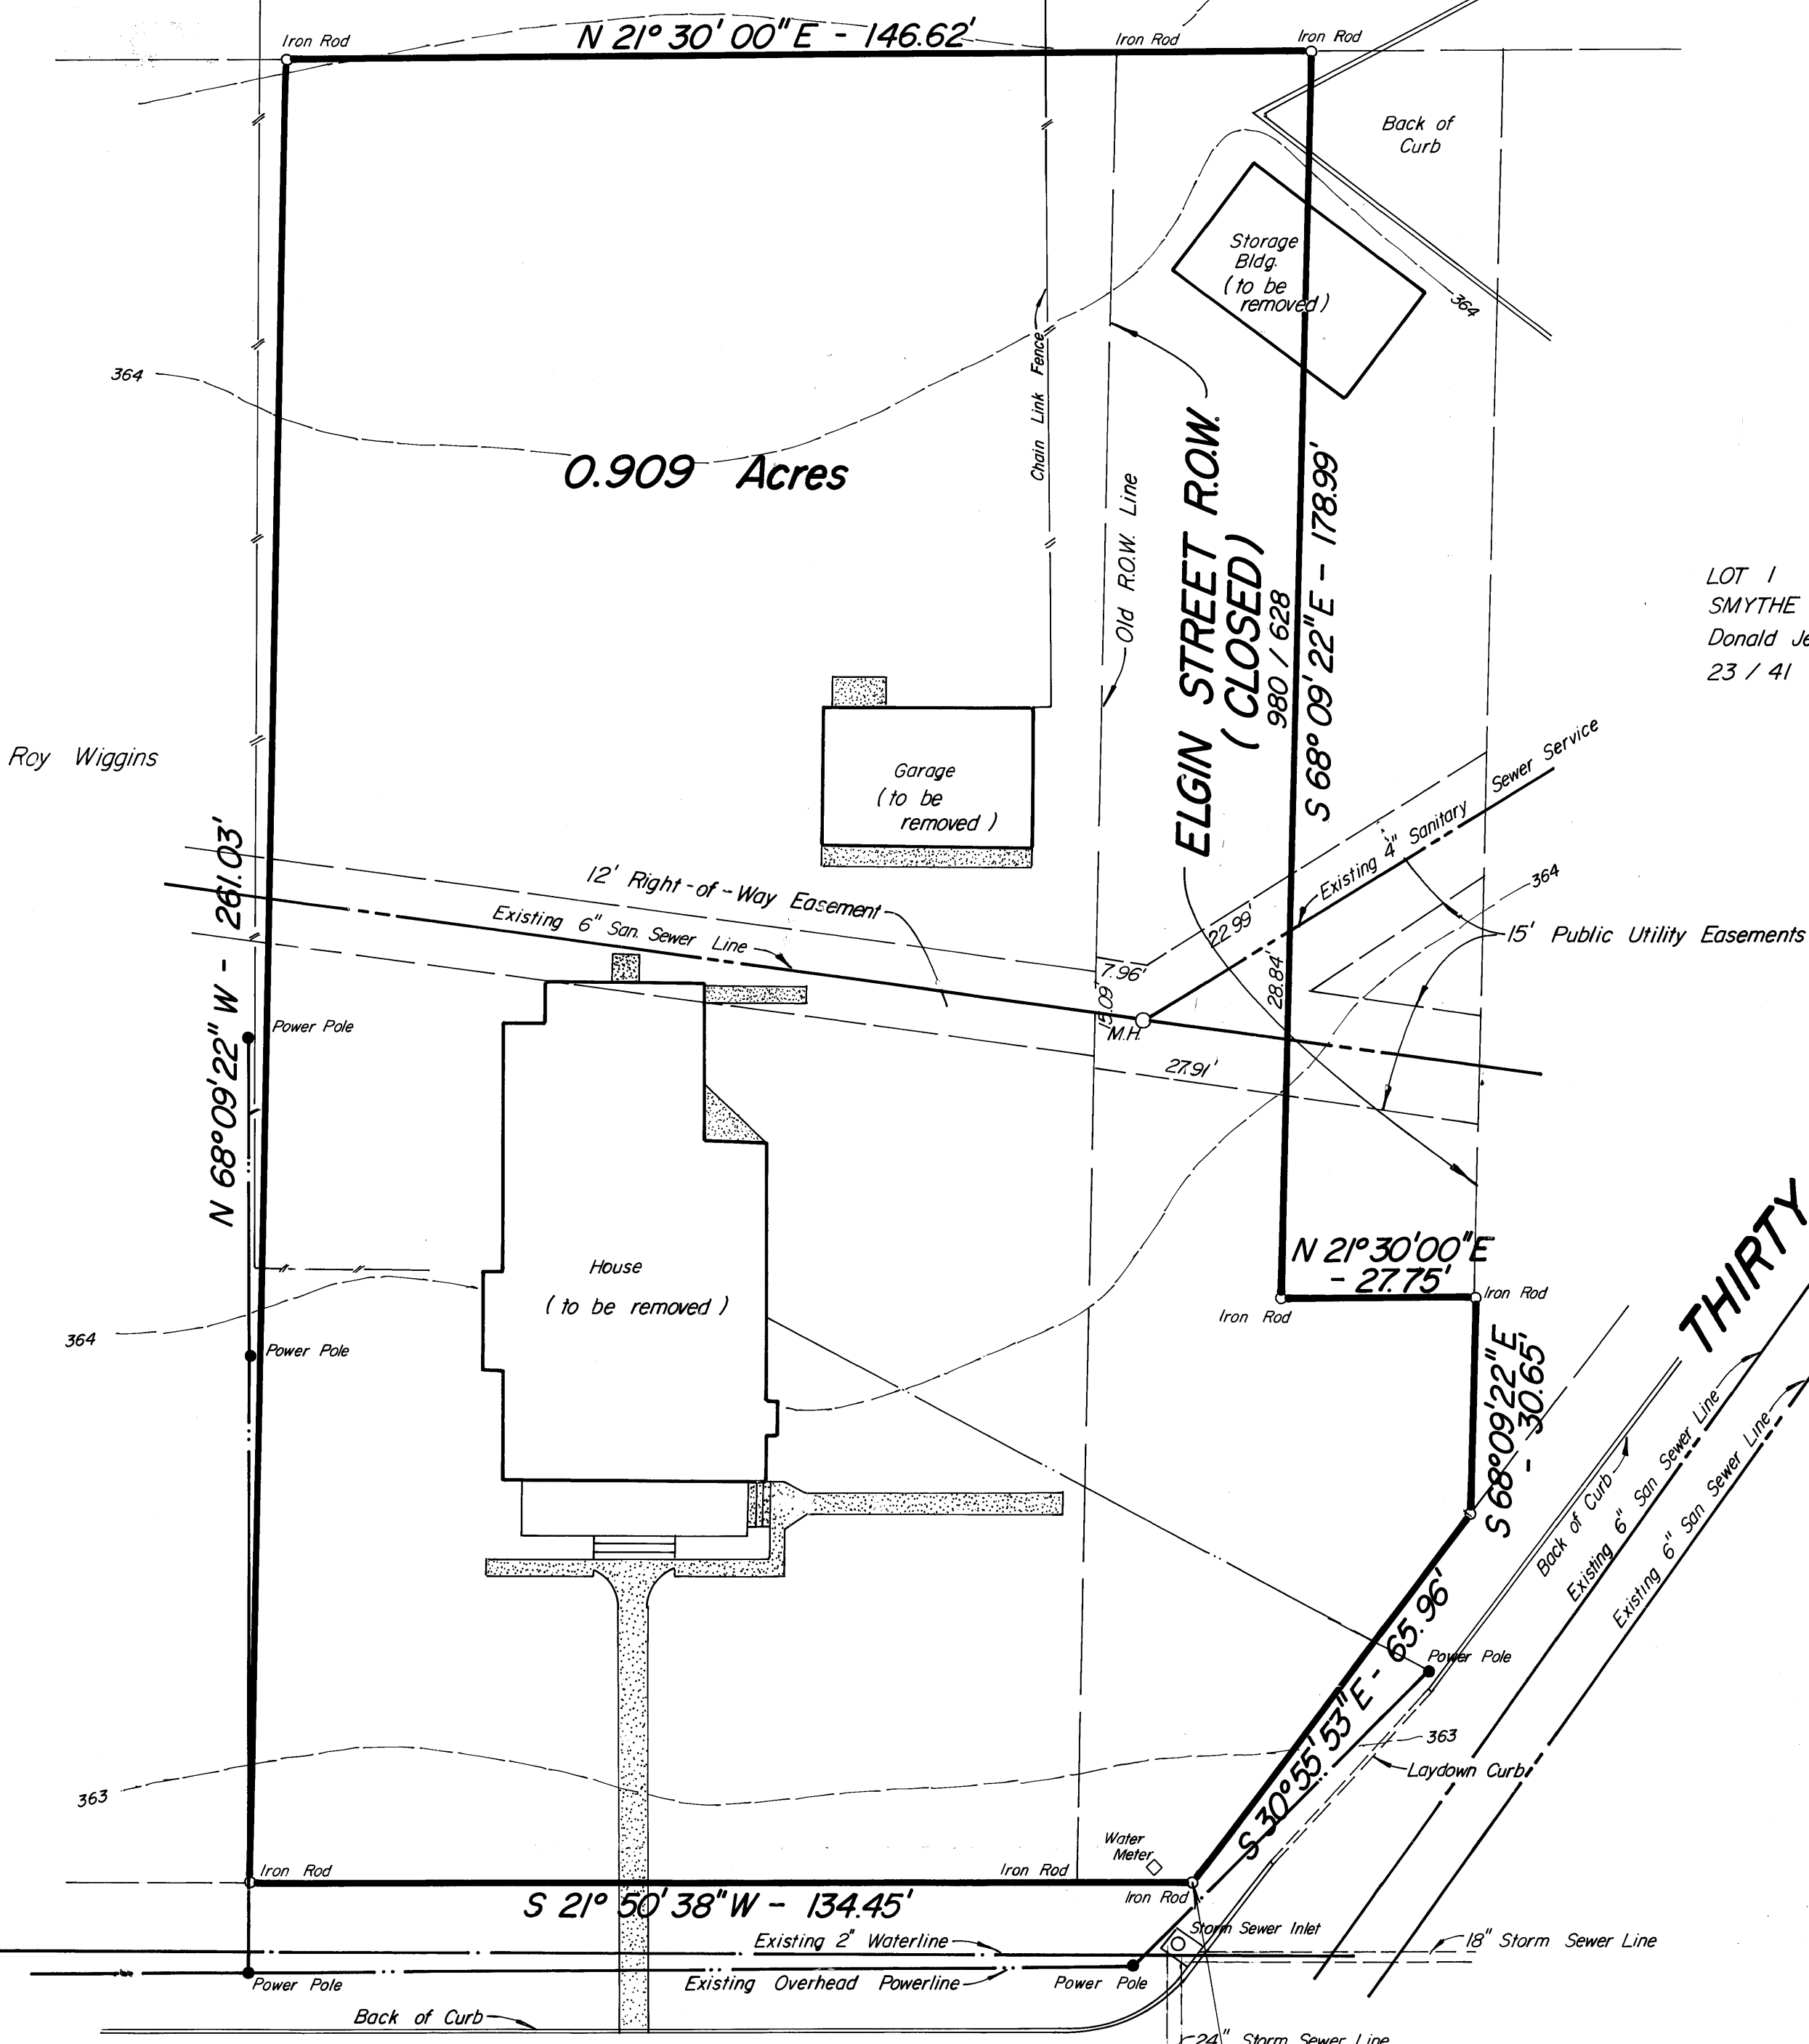 N 21° 30' 00" E - 146.62'
Iron Rod
Iron Rod
Iron Rod
Back of
Curb
Storage
Bldg.
( to be
removed )
364
364
Chain Link Fence
0.909 Acres
Old R.O.W. Line
ELGIN STREET R.O.W.
( CLOSED )
980 / 628
S 68° 09' 22" E - 178.99'
LOT 1
SMYTHE
Donald
23 / 41
Roy Wiggins
Garage
( to be
removed )
N 68° 09' 22" W - 261.03'
12' Right-of-Way Easement
Existing 6" San. Sewer Line
Existing 4" Sanitary Sewer Service
364
15' Public Utility Easements
22.99'
7.96'
15.09'
28.84'
M.H.
27.91'
Power Pole
House
( to be removed )
N 21° 30' 00" E
- 27.75'
Iron Rod
Iron Rod
THIRTY
364
Power Pole
S 68° 09' 22" E
- 30.65'
Back of Curb
Existing 6" San Sewer Line
Existing 6" San Sewer Line
S 30° 55' 53" E - 65.96'
Power Pole
363
Laydown Curb
363
Water
Meter
Iron Rod
Iron Rod
Iron Rod
S 21° 50' 38" W - 134.45'
Storm Sewer Inlet
Existing 2" Waterline
18" Storm Sewer Line
Power Pole
Existing Overhead Powerline
Power Pole
Back of Curb
24" Storm Sewer Line